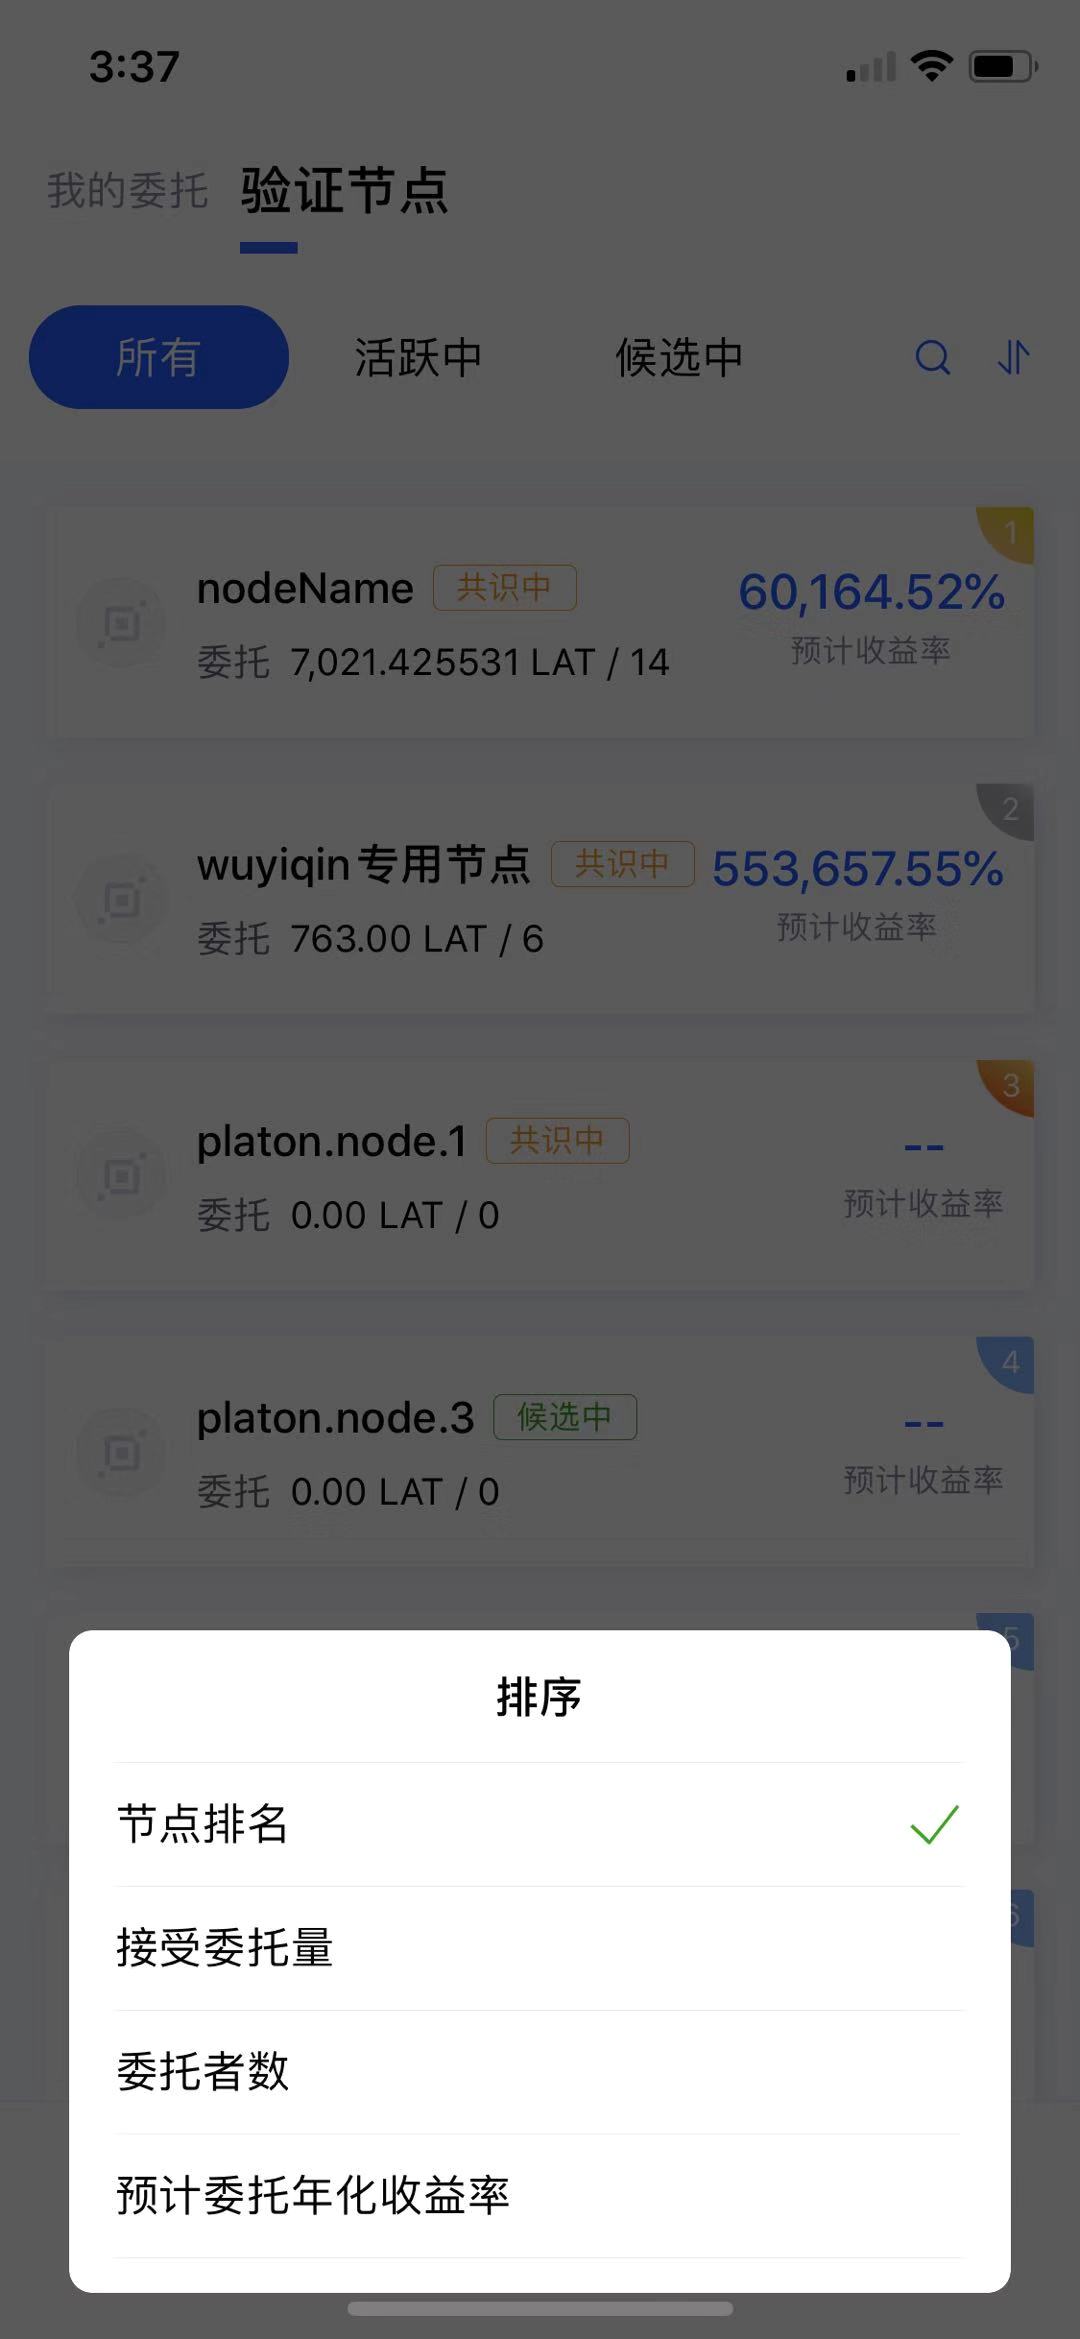 3:37
我的委托 验证节点
所有 活跃中 候选中
1
nodeName 共识中 60,164.52%
委托 7,021.425531 LAT / 14 预计收益率
2
wuyiqin专用节点 共识中 553,657.55%
委托 763.00 LAT / 6 预计收益率
3
platon.node.1 共识中 --
委托 0.00 LAT / 0 预计收益率
4
platon.node.3 候选中 --
委托 0.00 LAT / 0 预计收益率
5
排序
节点排名
6
接受委托量
委托者数
预计委托年化收益率